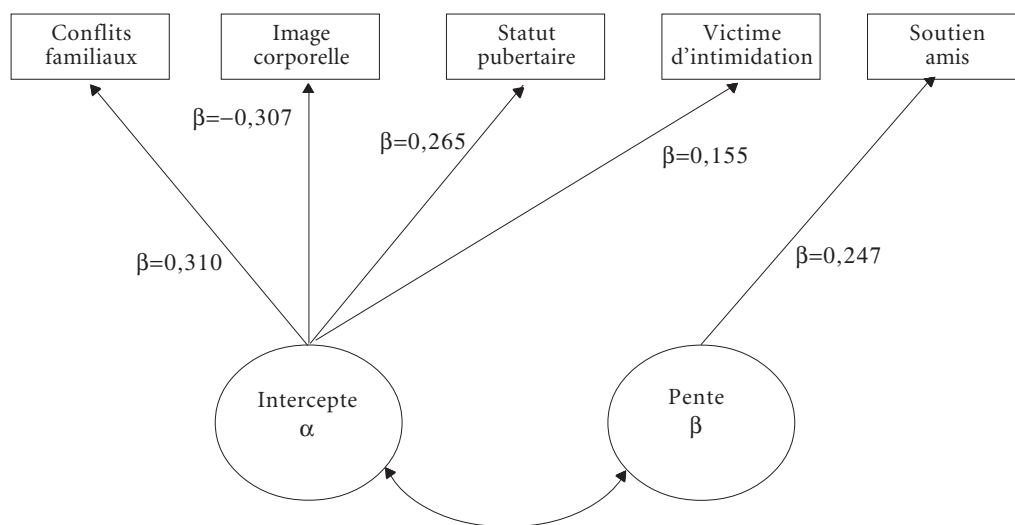 Conflits
familiaux
Image
corporelle
Statut
pubertaire
Victime
d'intimidation
Soutien
amis
β=−0,307
β=0,265
β=0,155
β=0,310
β=0,247
Intercepte
α
Pente
β